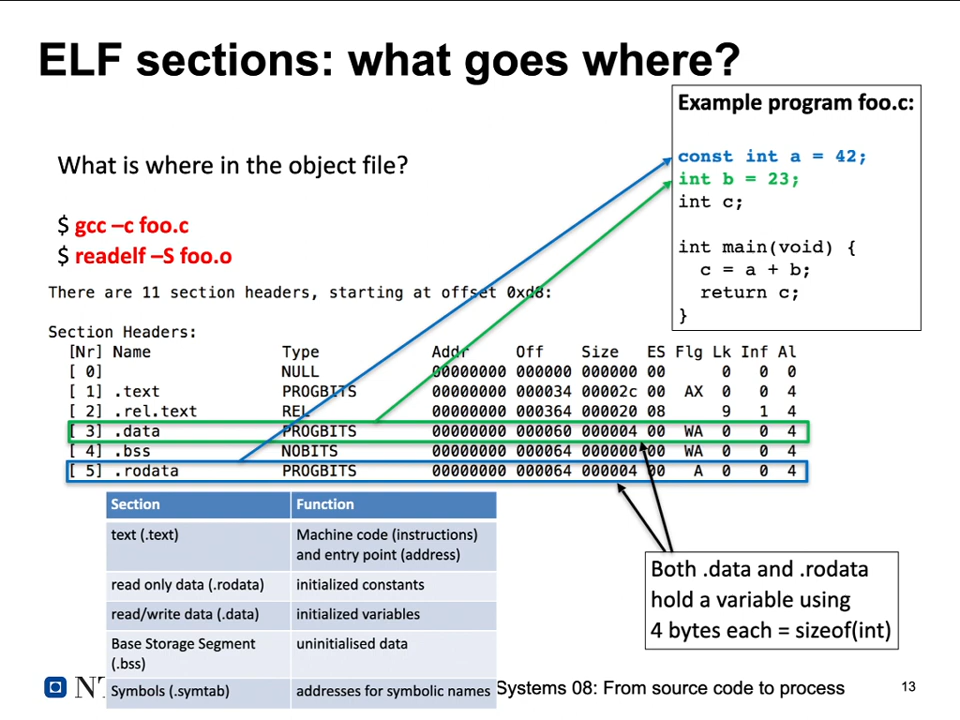 ELF sections: what goes where?
Example program foo.c:
const int a = 42;
int b = 23;
int c;
int main(void) {
c = a + b;
return c;
}
What is where in the object file?
$ gcc –c foo.c
$ readelf –S foo.o
There are 11 section headers, starting at offset 0xd8:
Section Headers:
[Nr] Name Type Addr Off Size ES Flg Lk Inf Al
[ 0] NULL 00000000 000000 000000 00 0 0 0
[ 1] .text PROGBITS 00000000 000034 00002c 00 AX 0 0 4
[ 2] .rel.text REL 00000000 000364 000020 08 9 1 4
[ 3] .data PROGBITS 00000000 000060 000004 00 WA 0 0 4
[ 4] .bss NOBITS 00000000 000064 000000 00 WA 0 0 4
[ 5] .rodata PROGBITS 00000000 000064 000004 00 A 0 0 4
Section Function
text (.text) Machine code (instructions)
and entry point (address)
read only data (.rodata) initialized constants
read/write data (.data) initialized variables
Base Storage Segment uninitialised data
(.bss)
Symbols (.symtab) addresses for symbolic names
Both .data and .rodata
hold a variable using
4 bytes each = sizeof(int)
Systems 08: From source code to process
13